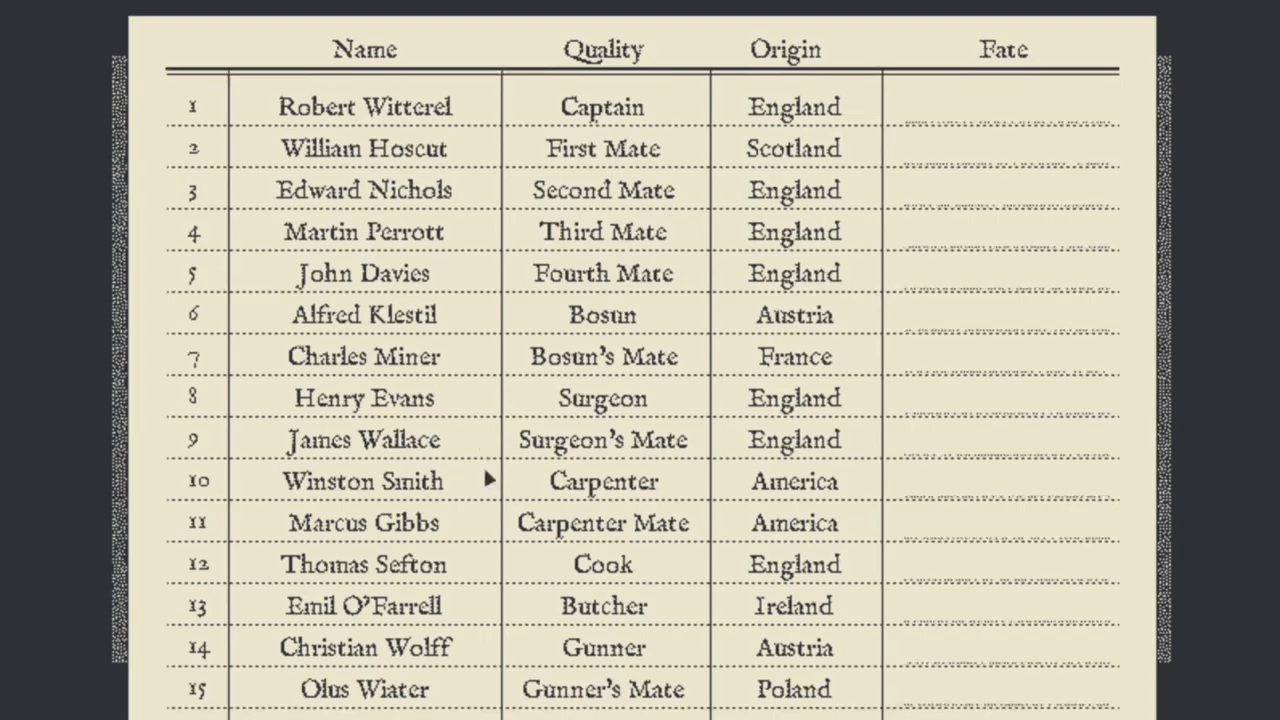 Name Quality Origin Fate
1 Robert Witterel Captain England
2 William Hoscut First Mate Scotland
3 Edward Nichols Second Mate England
4 Martin Perrott Third Mate England
5 John Davies Fourth Mate England
6 Alfred Klestil Bosun Austria
7 Charles Miner Bosun's Mate France
8 Henry Evans Surgeon England
9 James Wallace Surgeon's Mate England
10 Winston Smith Carpenter America
11 Marcus Gibbs Carpenter Mate America
12 Thomas Sefton Cook England
13 Emil O'Farrell Butcher Ireland
14 Christian Wolff Gunner Austria
15 Olus Wiater Gunner's Mate Poland